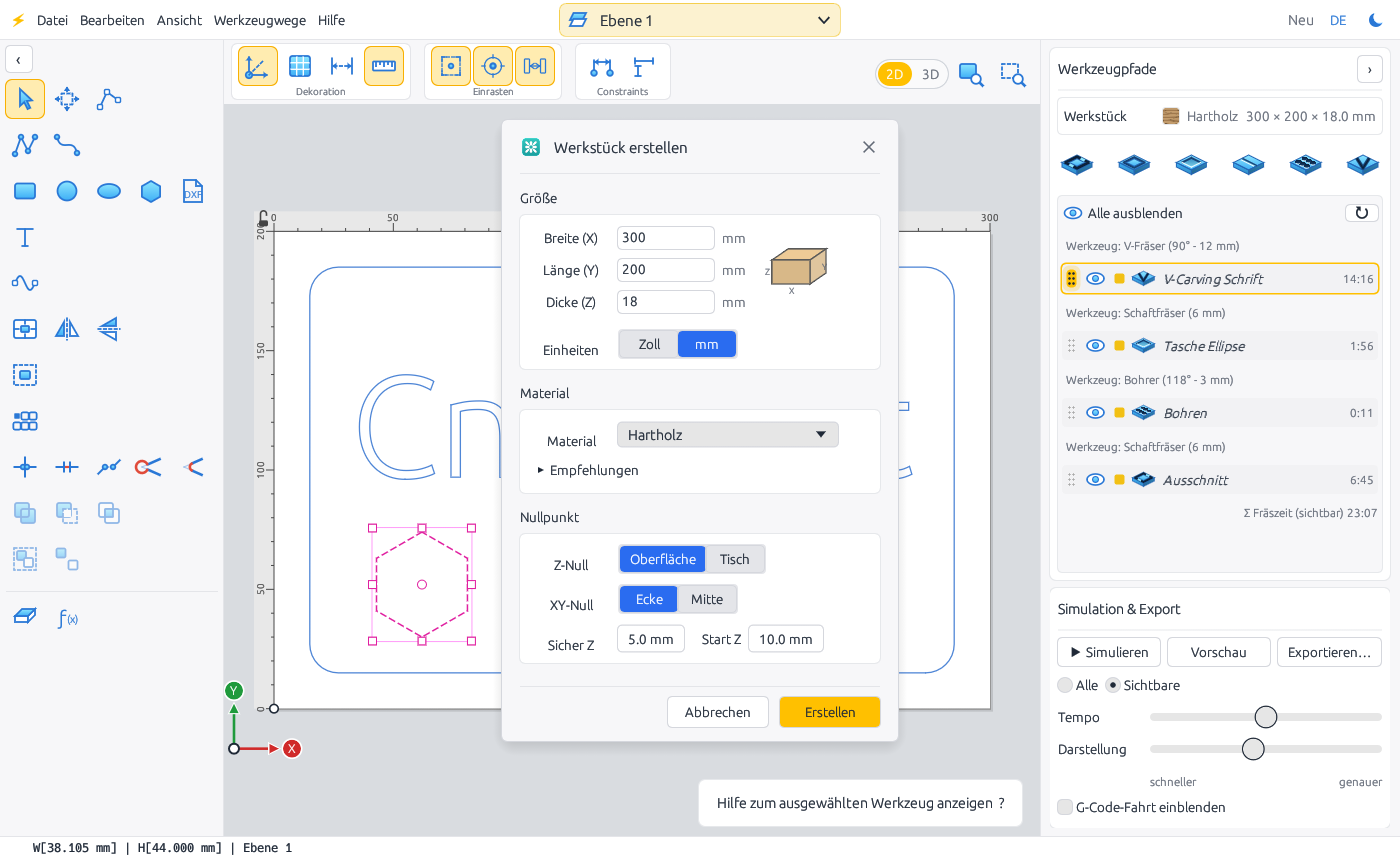 Datei Bearbeiten Ansicht Werkzeugwege Hilfe
Ebene 1
Neu DE
Dekoration
Einrasten
Constraints
2D 3D
DXF
f(x)
0 50 300
200
150
100
50
0
Cn
Y
X
Werkstück erstellen
Größe
Breite (X) 300 mm
Länge (Y) 200 mm
Dicke (Z) 18 mm
z y
x
Einheiten Zoll mm
Material
Material Hartholz
Empfehlungen
Nullpunkt
Z-Null Oberfläche Tisch
XY-Null Ecke Mitte
Sicher Z 5.0 mm Start Z 10.0 mm
Abbrechen Erstellen
Hilfe zum ausgewählten Werkzeug anzeigen ?
Werkzeugpfade
Werkstück Hartholz 300 × 200 × 18.0 mm
Alle ausblenden
Werkzeug: V-Fräser (90° - 12 mm)
V-Carving Schrift 14:16
Werkzeug: Schaftfräser (6 mm)
Tasche Ellipse 1:56
Werkzeug: Bohrer (118° - 3 mm)
Bohren 0:11
Werkzeug: Schaftfräser (6 mm)
Ausschnitt 6:45
Σ Fräszeit (sichtbar) 23:07
Simulation & Export
Simulieren Vorschau Exportieren…
Alle Sichtbare
Tempo
Darstellung
schneller genauer
G-Code-Fahrt einblenden
W[38.105 mm] | H[44.000 mm] | Ebene 1